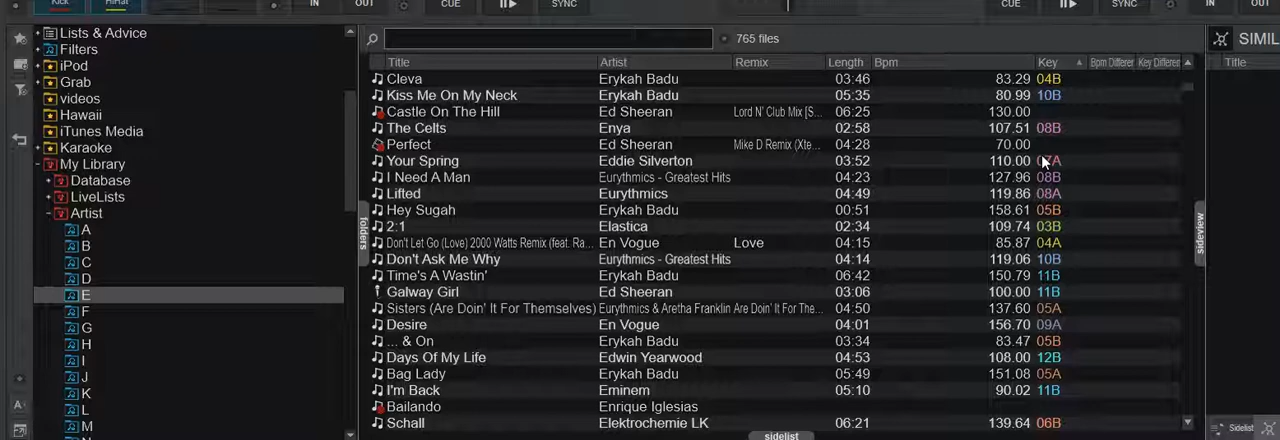 Kick HiHat IN OUT CUE SYNC CUE SYNC IN OUT
Lists & Advice
Filters
iPod
Grab
videos
Hawaii
iTunes Media
Karaoke
My Library
Database
LiveLists
Artist
A
B
C
D
E
F
G
H
I
J
K
L
M
folders
765 files
Title Artist Remix Length Bpm Key Bpm Differen Key Differen
Cleva Erykah Badu 03:46 83.29 04B
Kiss Me On My Neck Erykah Badu 05:35 80.99 10B
Castle On The Hill Ed Sheeran Lord N' Club Mix [S... 06:25 130.00
The Celts Enya 02:58 107.51 08B
Perfect Ed Sheeran Mike D Remix (Xte... 04:28 70.00
Your Spring Eddie Silverton 03:52 110.00
I Need A Man Eurythmics - Greatest Hits 04:23 127.96 08B
Lifted Eurythmics 04:49 119.86 08A
Hey Sugah Erykah Badu 00:51 158.61 05B
2:1 Elastica 02:34 109.74 03B
Don't Let Go (Love) 2000 Watts Remix (feat. Ra... En Vogue Love 04:15 85.87 04A
Don't Ask Me Why Eurythmics - Greatest Hits 04:14 119.06 10B
Time's A Wastin' Erykah Badu 06:42 150.79 11B
Galway Girl Ed Sheeran 03:06 100.00 11B
Sisters (Are Doin' It For Themselves) Eurythmics & Aretha Franklin Are Doin' It For The... 04:50 137.60 05A
Desire En Vogue 04:01 156.70 09A
... & On Erykah Badu 03:34 83.47 05B
Days Of My Life Edwin Yearwood 04:53 108.00 12B
Bag Lady Erykah Badu 05:49 151.08 05A
I'm Back Eminem 05:10 90.02 11B
Bailando Enrique Iglesias
Schall Elektrochemie LK 06:21 139.64 06B
sidelist
sideview
SIMIL
Title
Sidelist